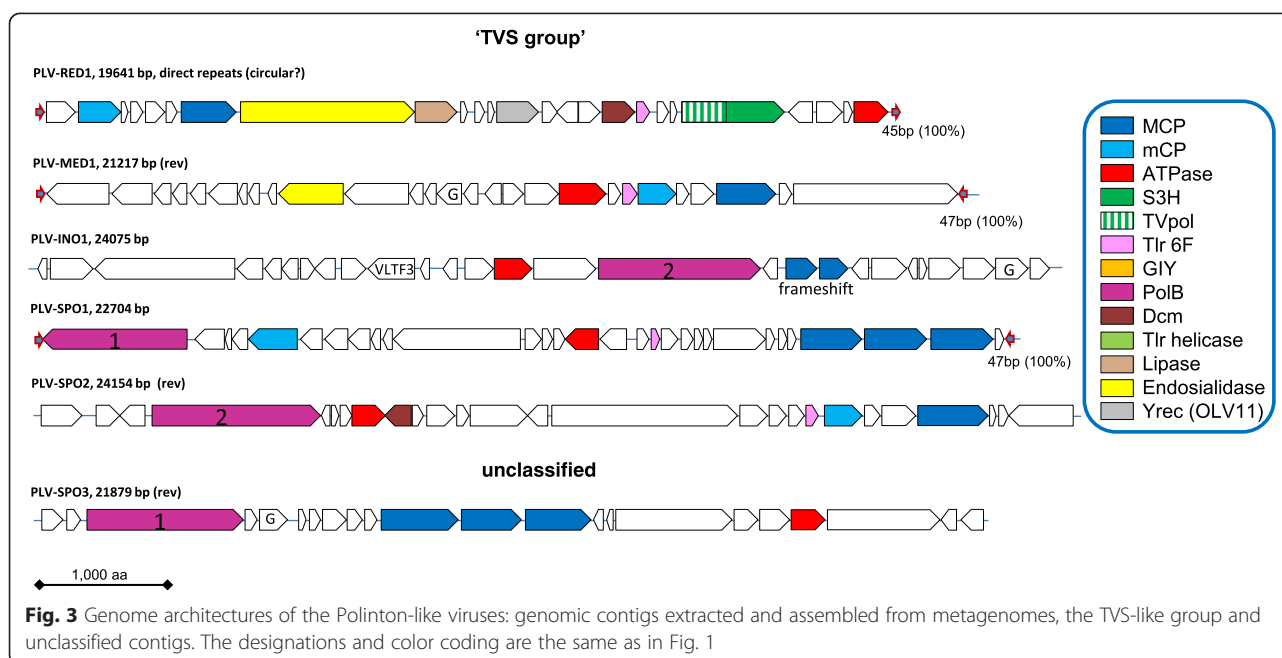 ‘TVS group’
PLV-RED1, 19641 bp, direct repeats (circular?)
45bp (100%)
PLV-MED1, 21217 bp (rev)
G
47bp (100%)
PLV-INO1, 24075 bp
VLTF3
2
G
frameshift
PLV-SPO1, 22704 bp
1
47bp (100%)
PLV-SPO2, 24154 bp (rev)
2
unclassified
PLV-SPO3, 21879 bp (rev)
1
G
1,000 aa
MCP
mCP
ATPase
S3H
TVpol
Tlr 6F
GIY
PolB
Dcm
Tlr helicase
Lipase
Endosialidase
Yrec (OLV11)
Fig. 3 Genome architectures of the Polinton-like viruses: genomic contigs extracted and assembled from metagenomes, the TVS-like group and
unclassified contigs. The designations and color coding are the same as in Fig. 1